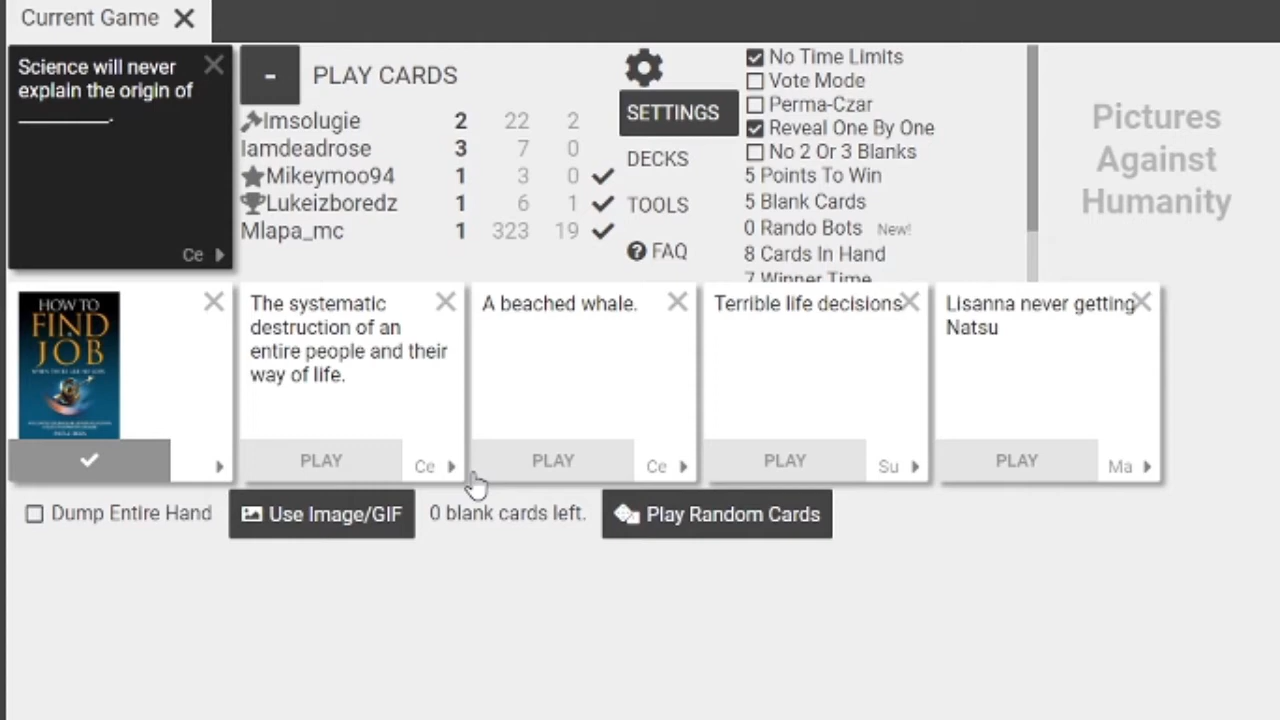 Current Game
Science will never
explain the origin of
_________.
Ce
-
PLAY CARDS
Imsolugie 2 22 2
Iamdeadrose 3 7 0
Mikeymoo94 1 3 0
Lukeizboredz 1 6 1
Mlapa_mc 1 323 19
SETTINGS
DECKS
TOOLS
FAQ
No Time Limits
Vote Mode
Perma-Czar
Reveal One By One
No 2 Or 3 Blanks
5 Points To Win
5 Blank Cards
0 Rando Bots New!
8 Cards In Hand
7 Winner Time
Pictures
Against
Humanity
HOW TO
FIND
JOB
The systematic
destruction of an
entire people and their
way of life.
PLAY
Ce
A beached whale.
PLAY
Ce
Terrible life decisions
PLAY
Su
Lisanna never getting
Natsu
PLAY
Ma
Dump Entire Hand
Use Image/GIF
0 blank cards left.
Play Random Cards